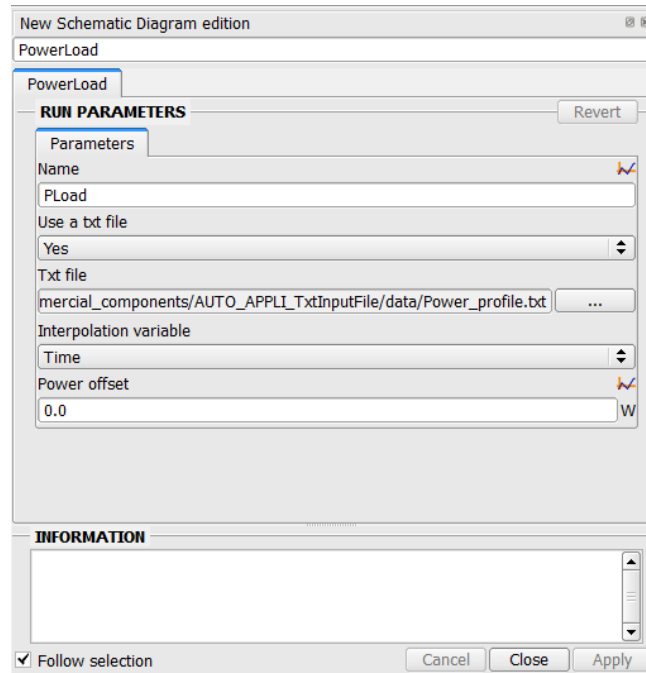 New Schematic Diagram edition
PowerLoad
PowerLoad
RUN PARAMETERS
Revert
Parameters
Name
PLoad
Use a txt file
Yes
Txt file
mercial_components/AUTO_APPLI_TxtInputFile/data/Power_profile.txt ...
Interpolation variable
Time
Power offset
0.0 W
INFORMATION
Follow selection Cancel Close Apply